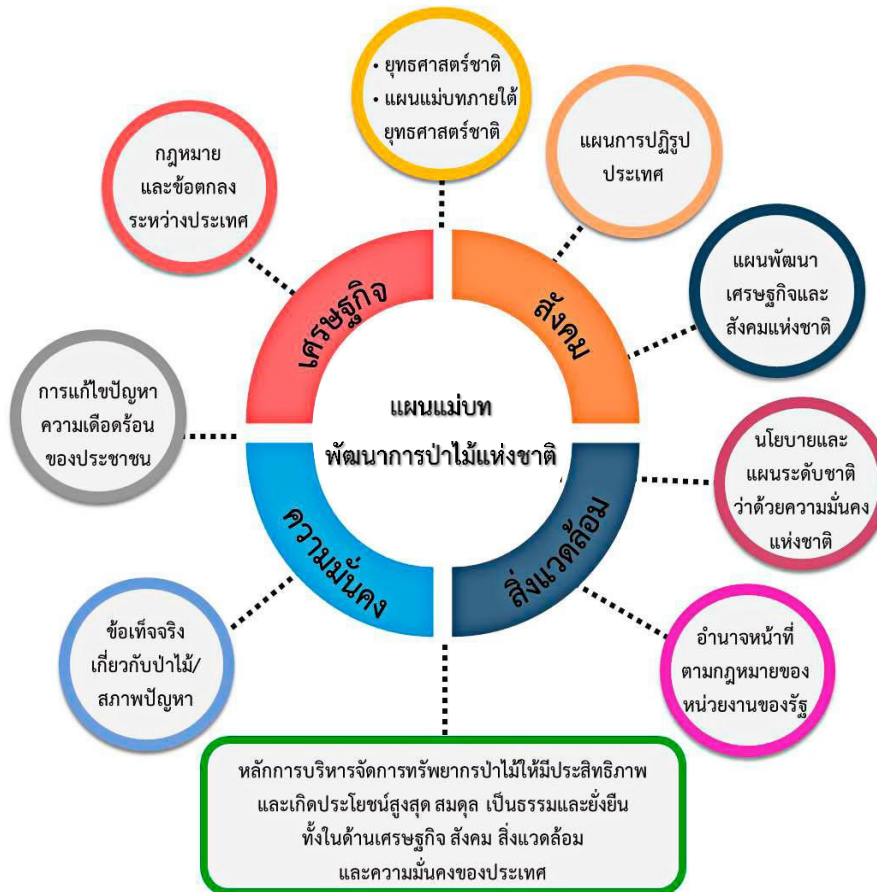 • ยุทธศาสตร์ชาติ
• แผนแม่บทภายใต้
ยุทธศาสตร์ชาติ
แผนการปฏิรูป
ประเทศ
แผนพัฒนา
เศรษฐกิจและ
สังคมแห่งชาติ
นโยบายและ
แผนระดับชาติ
ว่าด้วยความมั่นคง
แห่งชาติ
อำนาจหน้าที่
ตามกฎหมายของ
หน่วยงานของรัฐ
หลักการบริหารจัดการทรัพยากรป่าไม้ให้มีประสิทธิภาพ
และเกิดประโยชน์สูงสุด สมดุล เป็นธรรมและยั่งยืน
ทั้งในด้านเศรษฐกิจ สังคม สิ่งแวดล้อม
และความมั่นคงของประเทศ
ข้อเท็จจริง
เกี่ยวกับป่าไม้/
สภาพปัญหา
การแก้ไขปัญหา
ความเดือดร้อน
ของประชาชน
กฎหมาย
และข้อตกลง
ระหว่างประเทศ
เศรษฐกิจ
สังคม
สิ่งแวดล้อม
ความมั่นคง
แผนแม่บท
พัฒนาการป่าไม้แห่งชาติ